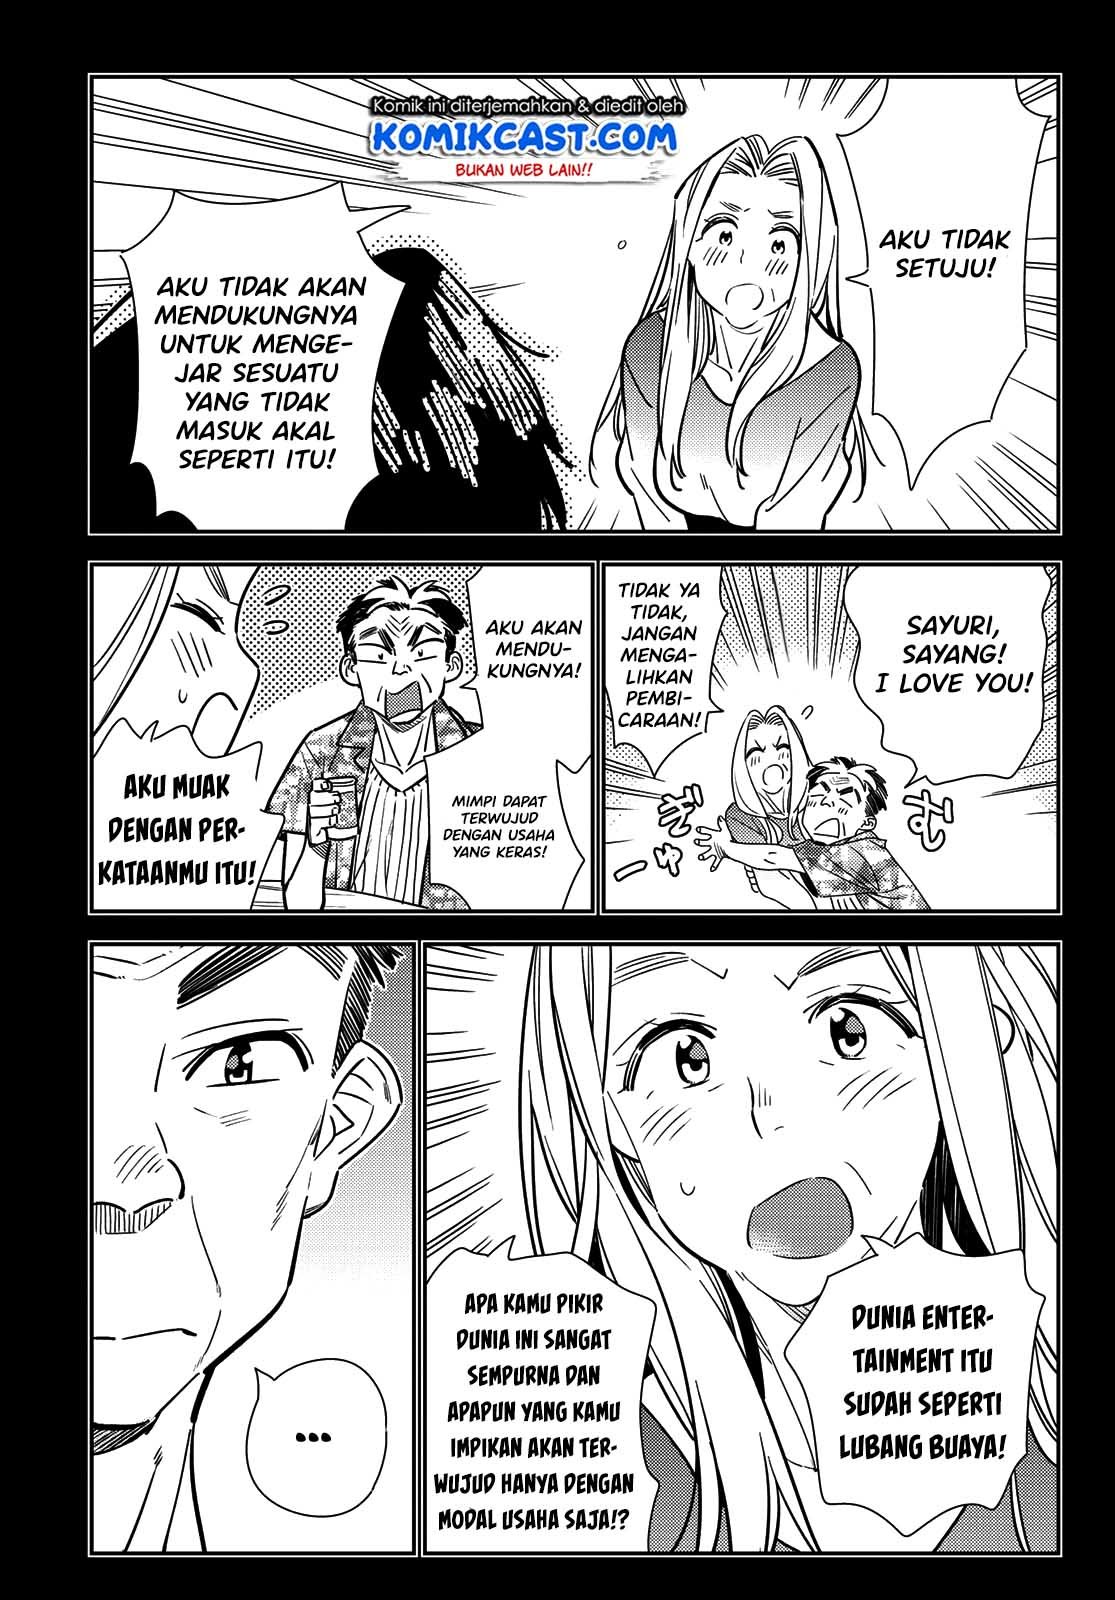 Komik ini diterjemahkan & diedit oleh
KOMIKCAST.COM
BUKAN WEB LAIN!!
AKU TIDAK
SETUJU!
AKU TIDAK AKAN
MENDUKUNGNYA
UNTUK MENGE-
JAR SESUATU
YANG TIDAK
MASUK AKAL
SEPERTI ITU!
SAYURI,
SAYANG!
I LOVE YOU!
TIDAK YA
TIDAK,
JANGAN
MENGA-
LIHKAN
PEMBI-
CARAAN!
む
ぎ
ーゅ
AKU AKAN
MENDU-
KUNGNYA!
MIMPI DAPAT
TERWUJUD
DENGAN USAHA
YANG KERAS!
AKU MUAK
DENGAN PER-
KATAANMU ITU!
DUNIA ENTER-
TAINMENT ITU
SUDAH SEPERTI
LUBANG BUAYA!
APA KAMU PIKIR
DUNIA INI SANGAT
SEMPURNA DAN
APAPUN YANG KAMU
IMPIKAN AKAN TER-
WUJUD HANYA DENGAN
MODAL USAHA SAJA!?
...